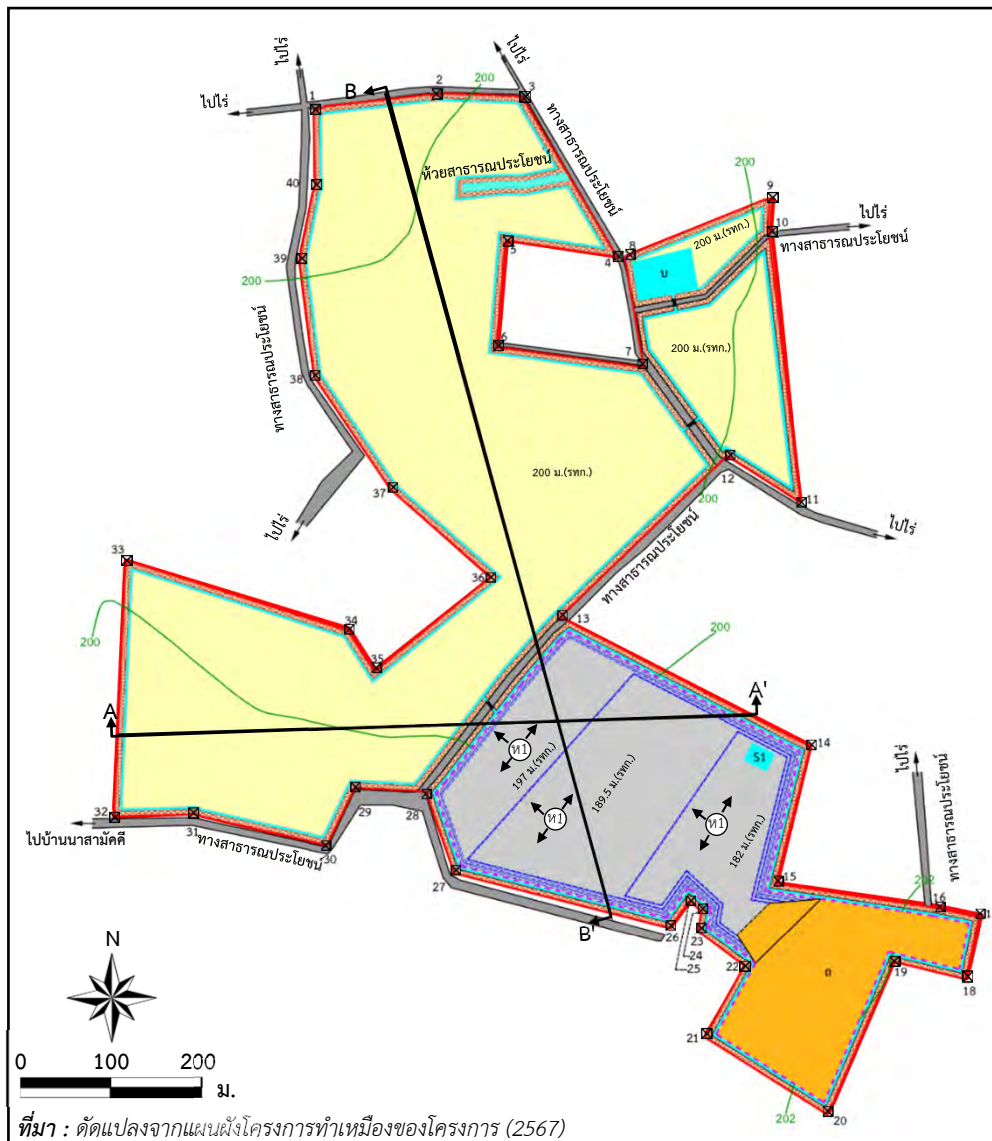 ไปไร่
ไปไร่
ไปไร่
B
1
2
200
3
ทางสาธารณประโยชน์
ห้วยสาธารณประโยชน์
40
200
9
10
ไปไร่
ทางสาธารณประโยชน์
200 ม.(รทก.)
5
4
8
บ
39
200
ทางสาธารณประโยชน์
6
7
200 ม.(รทก.)
38
200 ม.(รทก.)
12
200
11
ไปไร่
37
ไปไร่
ทางสาธารณประโยชน์
33
36
34
35
13
200
200
A
A'
14
S1
ห1
197 ม.(รทก.)
ห1
189.5 ม.(รทก.)
ห1
182 ม.(รทก.)
ไปไร่
ทางสาธารณประโยชน์
32
31
29
28
30
ไปบ้านนาสามัคคี
ทางสาธารณประโยชน์
27
15
202
16
18
19
B'
26
23
24
25
22
ถ
21
20
202
N
0 100 200
ม.
ที่มา : ดัดแปลงจากแผนผังโครงการทำเหมืองของโครงการ (2567)